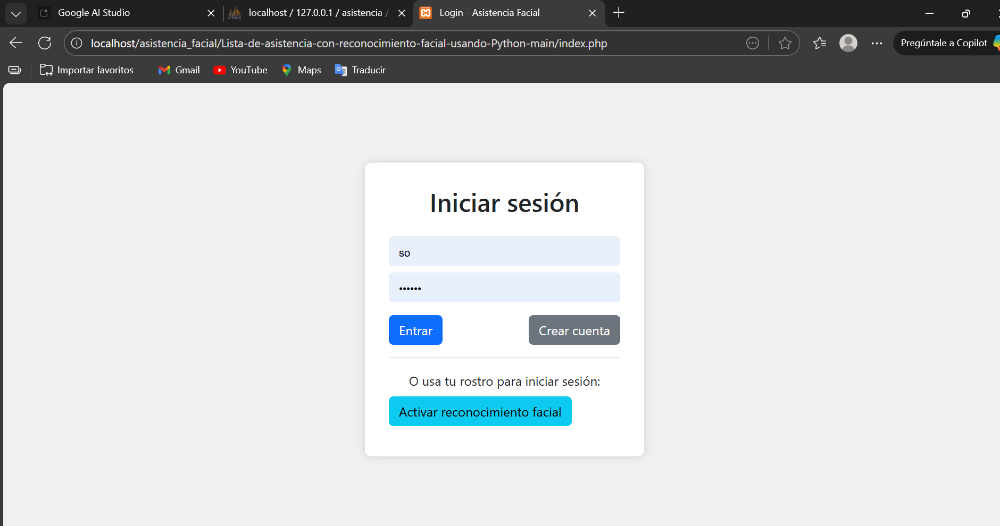 Google AI Studio
localhost / 127.0.0.1 / asistencia /
Login - Asistencia Facial
localhost/asistencia_facial/Lista-de-asistencia-con-reconocimiento-facial-usando-Python-main/index.php
Pregúntale a Copilot
Importar favoritos
Gmail
YouTube
Maps
Traducir
Iniciar sesión
so
••••••
Entrar
Crear cuenta
O usa tu rostro para iniciar sesión:
Activar reconocimiento facial